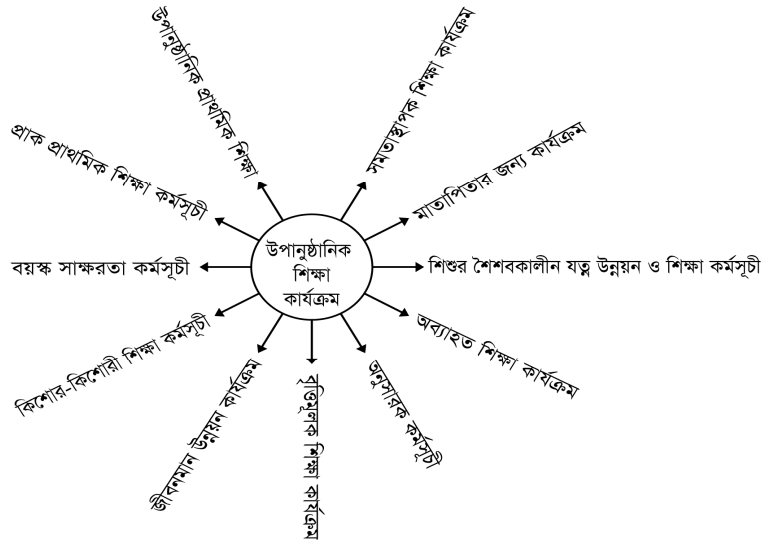 উপানুষ্ঠানিক
শিক্ষা
কার্যক্রম
উপানুষ্ঠানিক প্রাথমিক শিক্ষা
সমতাস্থাপক শিক্ষা কার্যক্রম
মাতাপিতার জন্য কার্যক্রম
শিশুর শৈশবকালীন যত্ন উন্নয়ন ও শিক্ষা কর্মসূচী
অব্যাহত শিক্ষা কার্যক্রম
অনুসারক কর্মসূচী
বৃত্তিমূলক শিক্ষা কার্যক্রম
জীবনমান উন্নয়ন কার্যক্রম
কিশোর-কিশোরী শিক্ষা কর্মসূচী
বয়স্ক সাক্ষরতা কর্মসূচী
প্রাক প্রাথমিক শিক্ষা কর্মসূচী